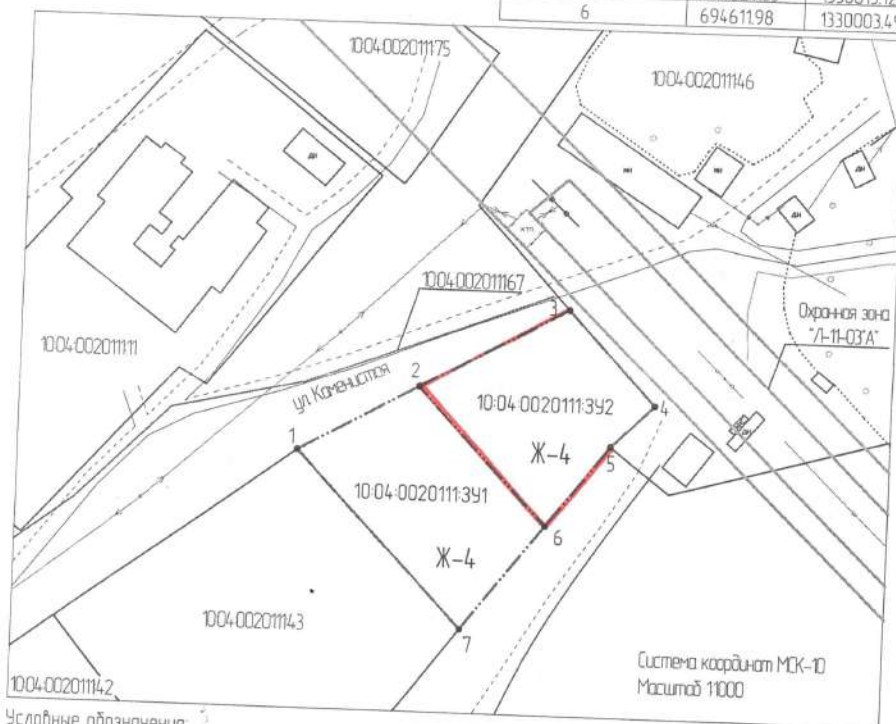 6 694611.98 1330003.49
10:04:0020111:75
10:04:0020111:46
КН
КТП
10:04:0020111:67
Охранная зона
"Л-11-03"А"
10:04:0020111:11
ул. Каменистая
3
2
4
10:04:0020111:ЗУ2
Ж-4
1
5
10:04:0020111:ЗУ1
6
Ж-4
10:04:0020111:43
7
Система координат МСК-10
Масштаб 1:1000
10:04:0020111:42
Условные обозначения: